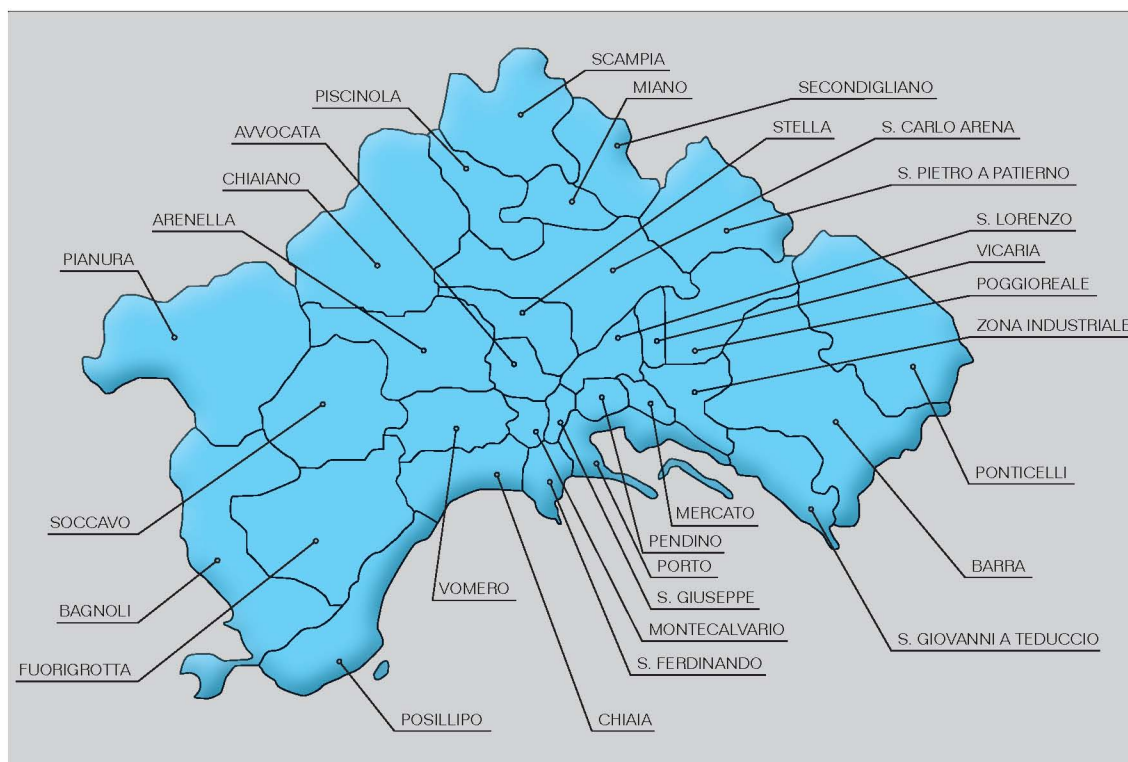 SCAMPIA
MIANO
PISCINOLA
SECONDIGLIANO
AVVOCATA
STELLA
S. CARLO ARENA
CHIAIANO
S. PIETRO A PATIERNO
ARENELLA
S. LORENZO
PIANURA
VICARIA
POGGIOREALE
ZONA INDUSTRIALE
PONTICELLI
SOCCAVO
MERCATO
PENDINO
PORTO
BARRA
VOMERO
S. GIUSEPPE
BAGNOLI
MONTECALVARIO
S. GIOVANNI A TEDUCCIO
FUORIGROTTA
S. FERDINANDO
POSILLIPO
CHIAIA